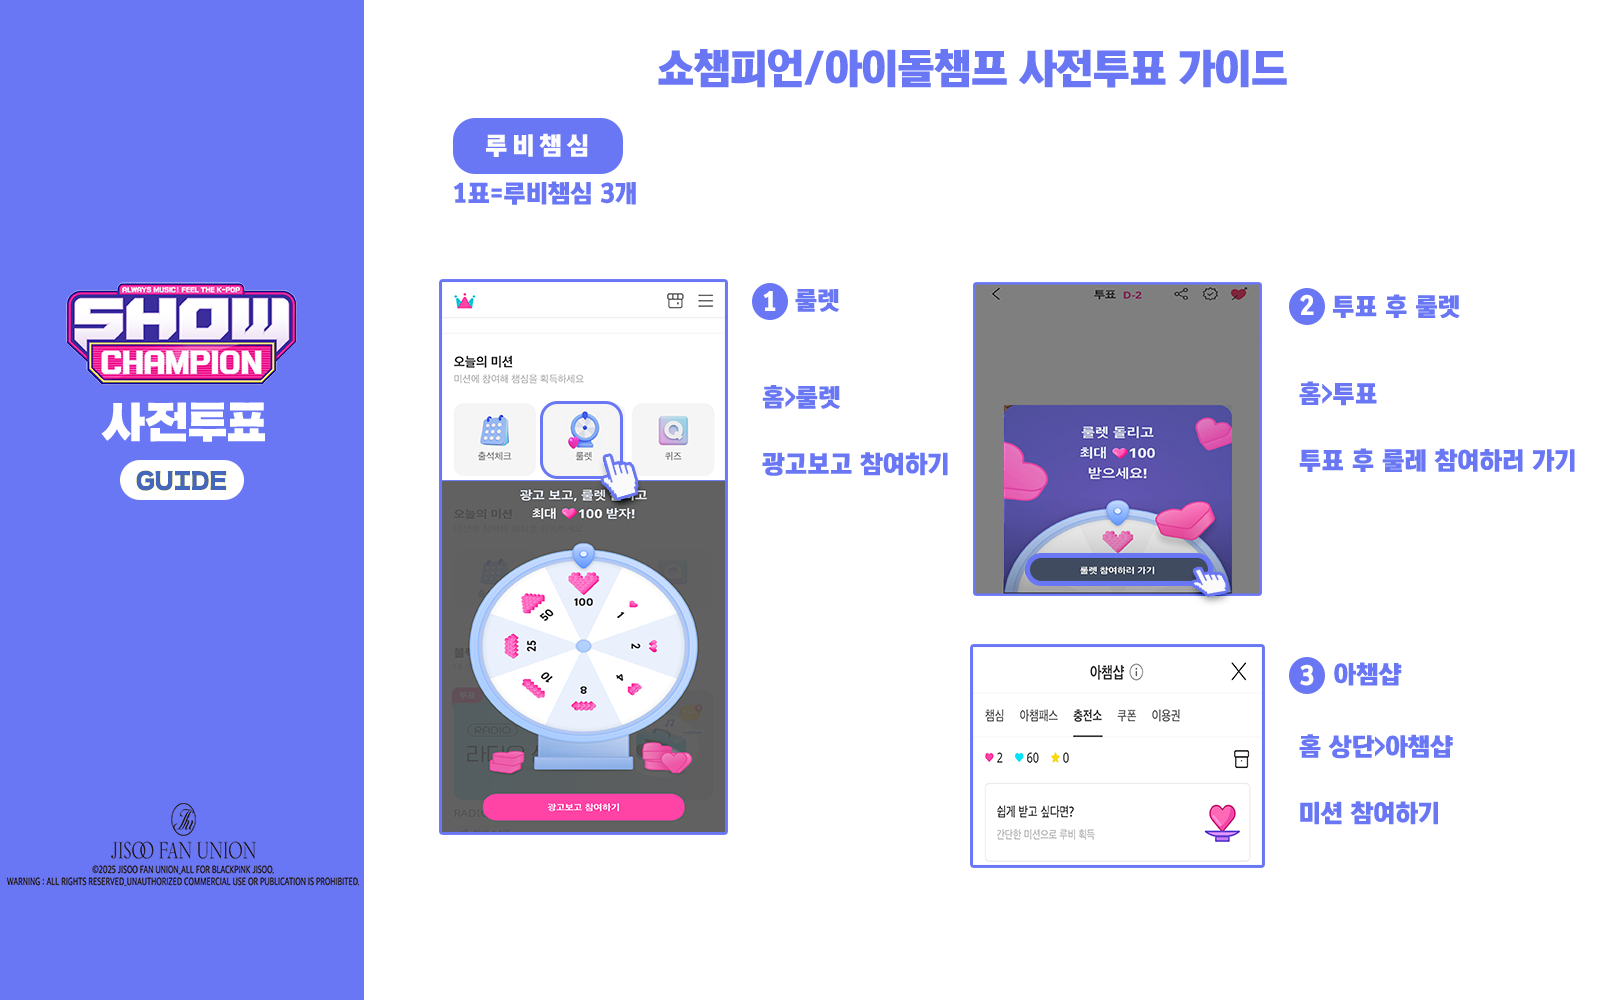 ALWAYS MUSIC! FEEL THE K-POP
SHOW
CHAMPION
사전투표
GUIDE
JISOO FAN UNION
©2025 JISOO FAN UNION_ALL FOR BLACKPINK JISOO.
WARNING : ALL RIGHTS RESERVED_UNAUTHORIZED COMMERCIAL USE OR PUBLICATION IS PROHIBITED.
쇼챔피언/아이돌챔프 사전투표 가이드
루비챔심
1표=루비챔심 3개
오늘의 미션
미션에 참여해 챔심을 획득하세요
출석체크
룰렛
퀴즈
광고 보고, 룰렛
최대 100 받자!
오늘의 미션
100
1
2
4
8
10
25
50
투표
RADIO
광고보고 참여하기
1 룰렛
홈>룰렛
광고보고 참여하기
투표 D-2
룰렛 돌리고
최대 100
받으세요!
룰렛 참여하러 가기
2 투표 후 룰렛
홈>투표
투표 후 룰레 참여하러 가기
아챔샵
챔심 아챔패스 충전소 쿠폰 이용권
2 60 0
쉽게 받고 싶다면?
간단한 미션으로 루비 획득
3 아챔샵
홈 상단>아챔샵
미션 참여하기